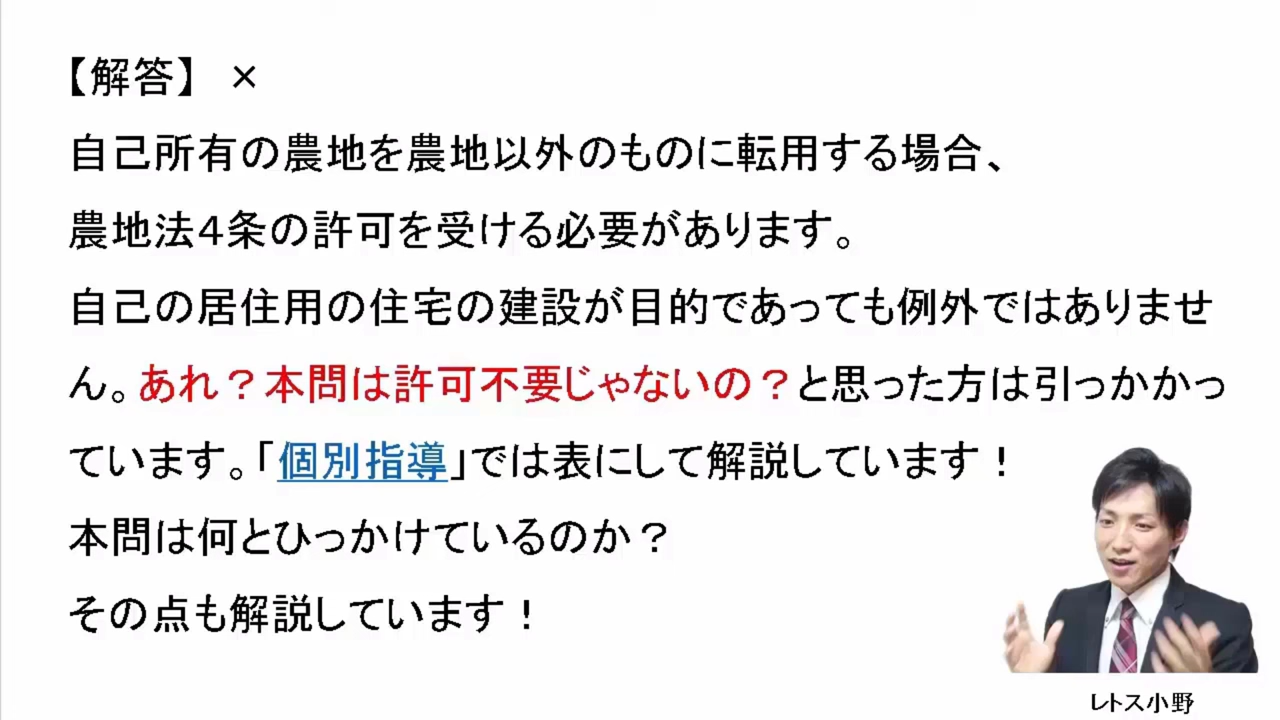 【解答】 ×
自己所有の農地を農地以外のものに転用する場合、
農地法４条の許可を受ける必要があります。
自己の居住用の住宅の建設が目的であっても例外ではありませ
ん。あれ？本問は許可不要じゃないの？と思った方は引っかかっ
ています。「個別指導」では表にして解説しています！
本問は何とひっかけているのか？
その点も解説しています！
レトス小野